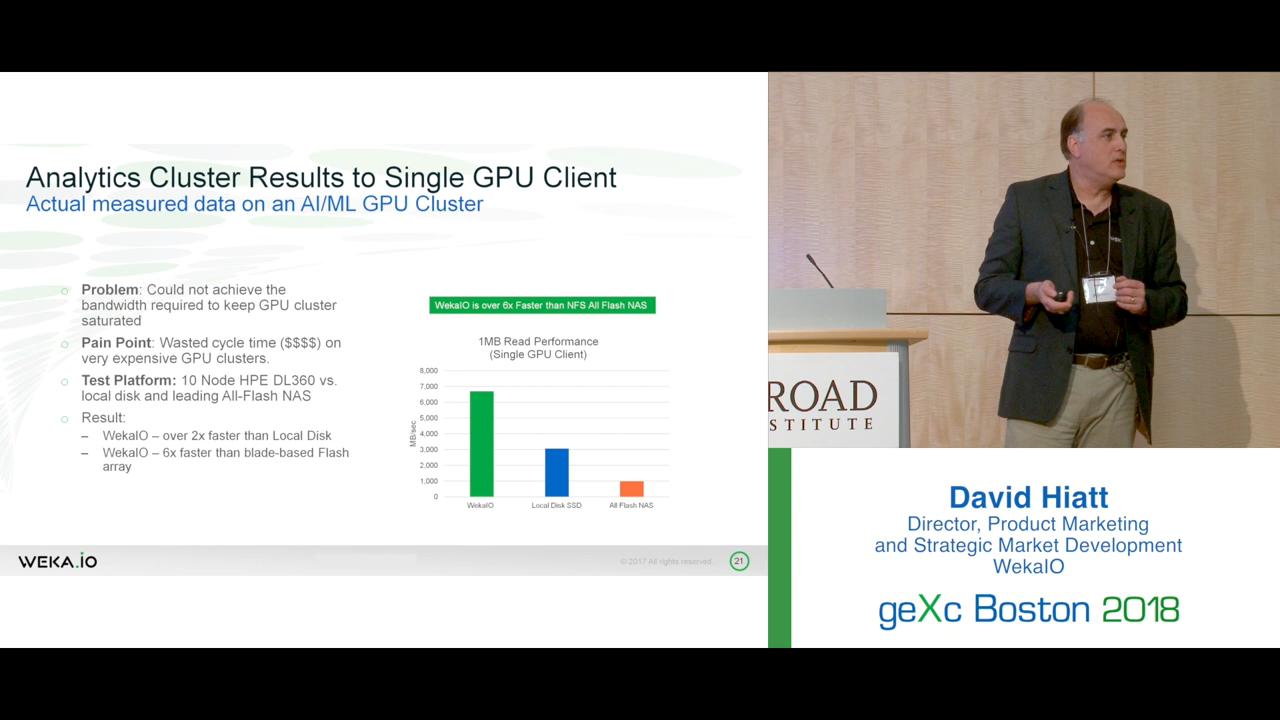 Analytics Cluster Results to Single GPU Client
Actual measured data on an AI/ML GPU Cluster
Problem: Could not achieve the
bandwidth required to keep GPU cluster
saturated
Pain Point: Wasted cycle time ($$$$) on
very expensive GPU clusters.
Test Platform: 10 Node HPE DL360 vs.
local disk and leading All-Flash NAS
Result:
– WekaIO – over 2x faster than Local Disk
– WekaIO – 6x faster than blade-based Flash
array
WekaIO is over 6x Faster than NFS All Flash NAS
1MB Read Performance
(Single GPU Client)
MB/sec
8,000
7,000
6,000
5,000
4,000
3,000
2,000
1,000
0
WekaIO Local Disk SSD All Flash NAS
WEKA.iO
© 2017 All rights reserved.
21
ROAD
STITUTE
David Hiatt
Director, Product Marketing
and Strategic Market Development
WekaIO
geXc Boston 2018